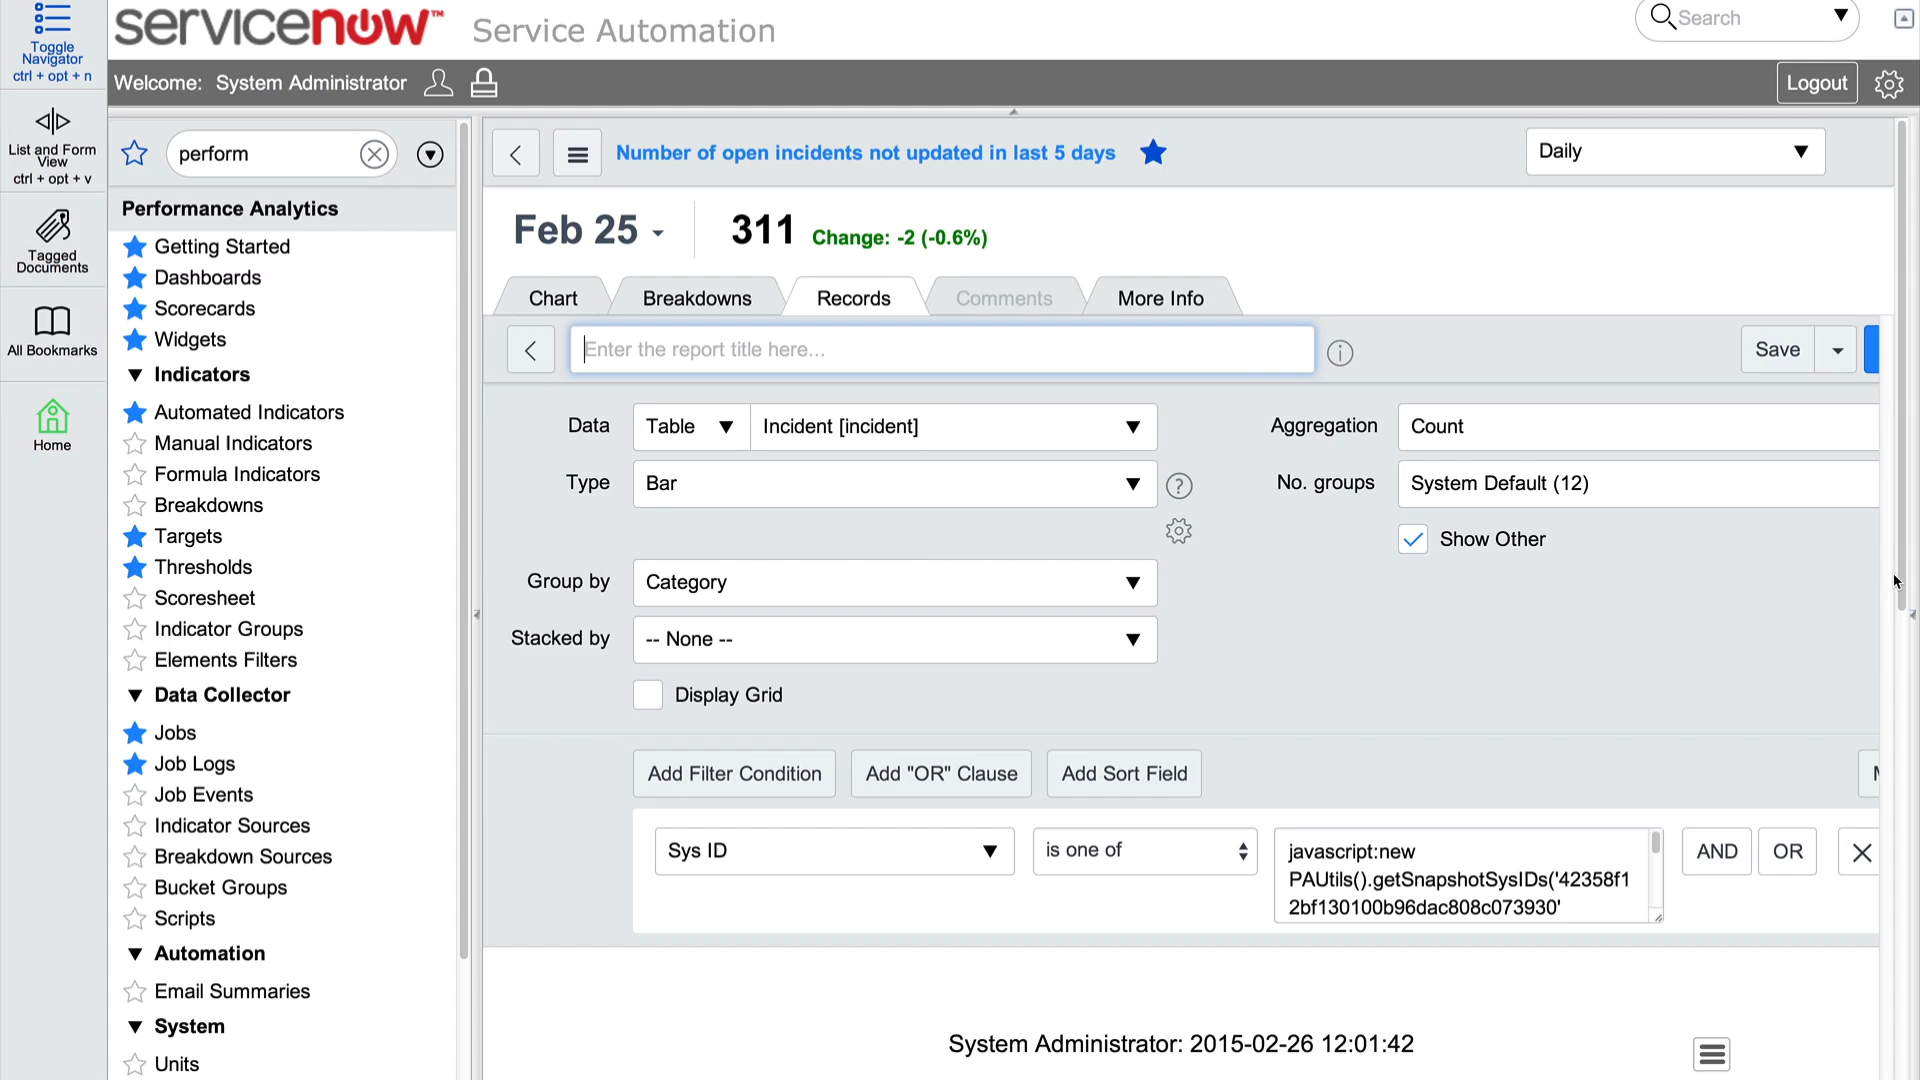 Toggle
Navigator
ctrl + opt + n
servicenow™ Service Automation
Search
Welcome: System Administrator
Logout
List and Form
View
ctrl + opt + v
Tagged
Documents
All Bookmarks
Home
perform
Performance Analytics
Getting Started
Dashboards
Scorecards
Widgets
Indicators
Automated Indicators
Manual Indicators
Formula Indicators
Breakdowns
Targets
Thresholds
Scoresheet
Indicator Groups
Elements Filters
Data Collector
Jobs
Job Logs
Job Events
Indicator Sources
Breakdown Sources
Bucket Groups
Scripts
Automation
Email Summaries
System
Units
Number of open incidents not updated in last 5 days
Daily
Feb 25 311 Change: -2 (-0.6%)
Chart Breakdowns Records Comments More Info
Enter the report title here...
Save
Data Table Incident [incident] Aggregation Count
Type Bar No. groups System Default (12)
Show Other
Group by Category
Stacked by -- None --
Display Grid
Add Filter Condition Add "OR" Clause Add Sort Field
Sys ID is one of javascript:new
PAUtils().getSnapshotSysIDs('42358f1
2bf130100b96dac808c073930'
AND OR
System Administrator: 2015-02-26 12:01:42